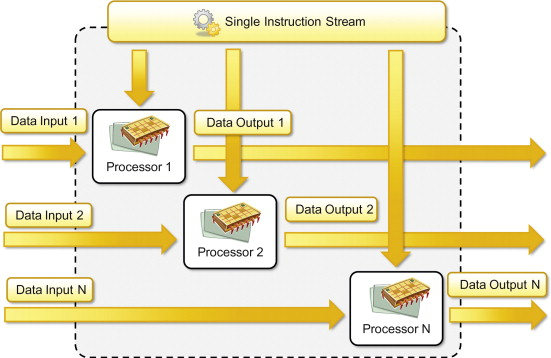 Single Instruction Stream
Data Input 1
Data Output 1
Processor 1
Data Input 2
Data Output 2
Processor 2
Data Input N
Data Output N
Processor N